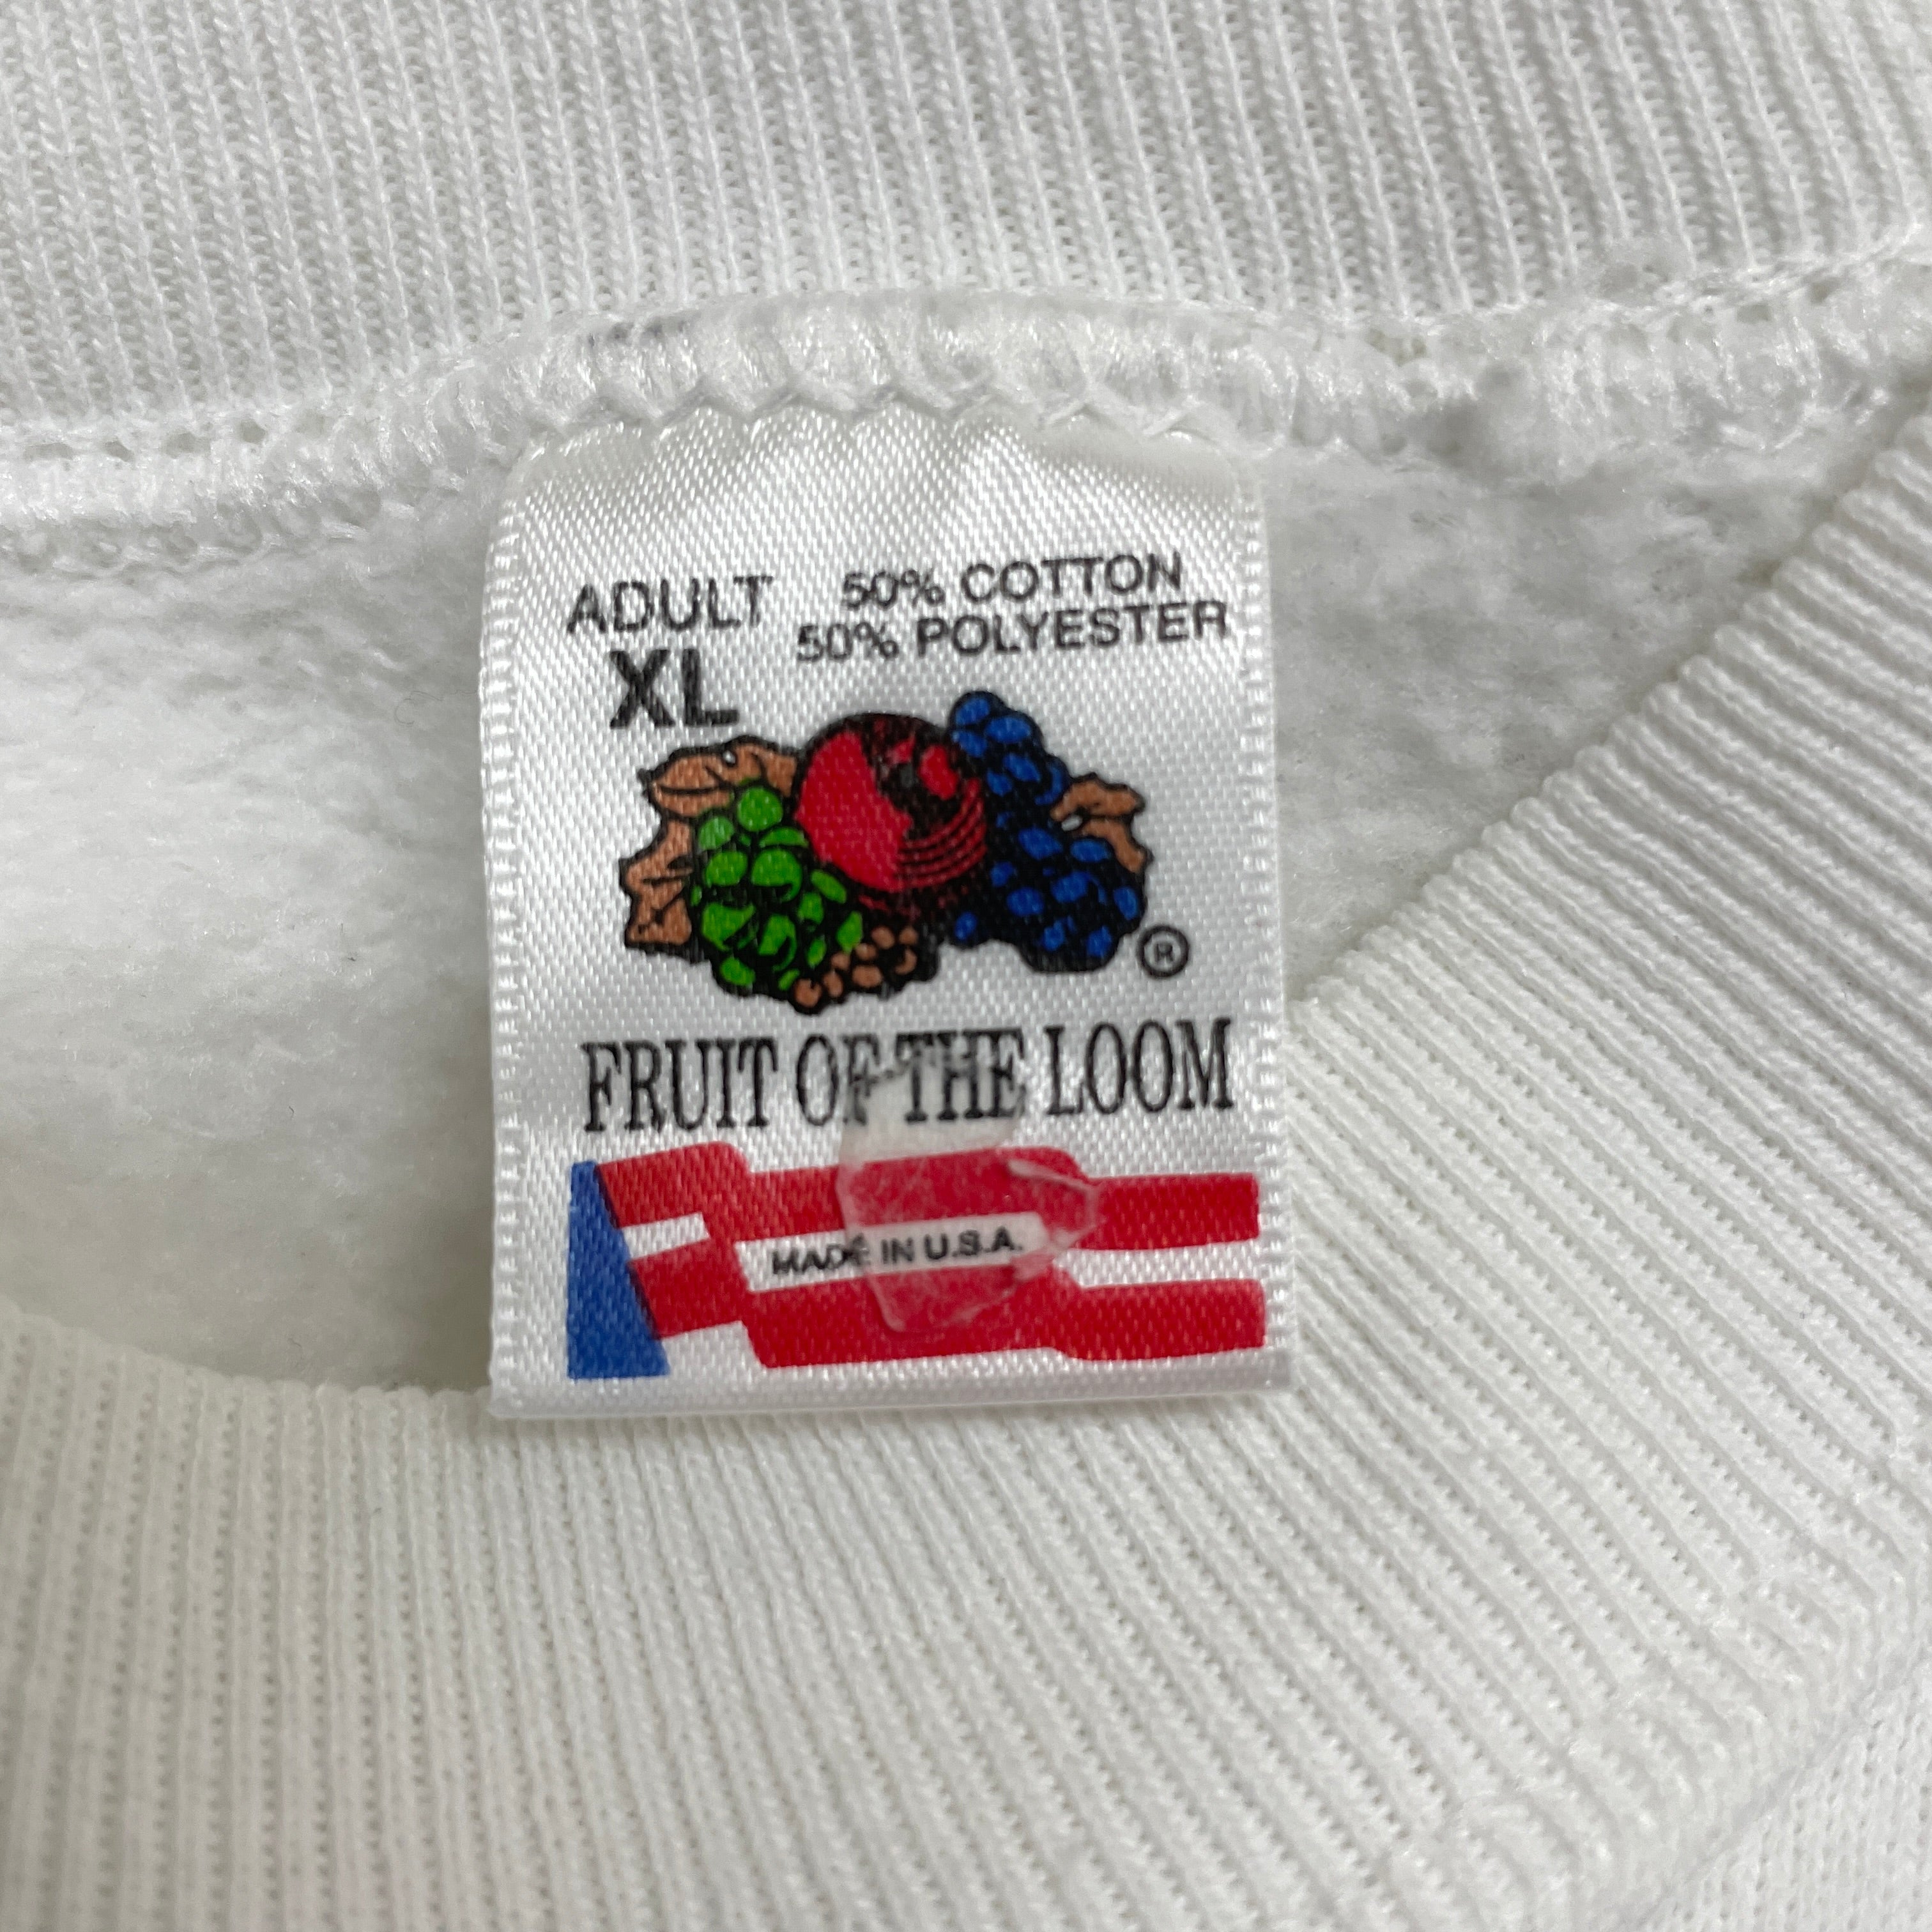 ADULT
XL
50% COTTON
50% POLYESTER
®
FRUIT OF THE LOOM
MADE IN U.S.A.